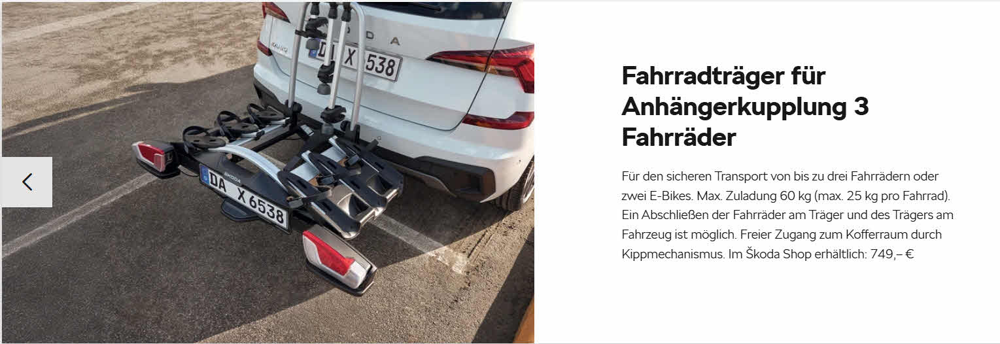 D A
DA X 6538
ŠKODA
DA X 6538
Fahrradträger für
Anhängerkupplung 3
Fahrräder
Für den sicheren Transport von bis zu drei Fahrrädern oder
zwei E-Bikes. Max. Zuladung 60 kg (max. 25 kg pro Fahrrad).
Ein Abschließen der Fahrräder am Träger und des Trägers am
Fahrzeug ist möglich. Freier Zugang zum Kofferraum durch
Kippmechanismus. Im Škoda Shop erhältlich: 749,– €